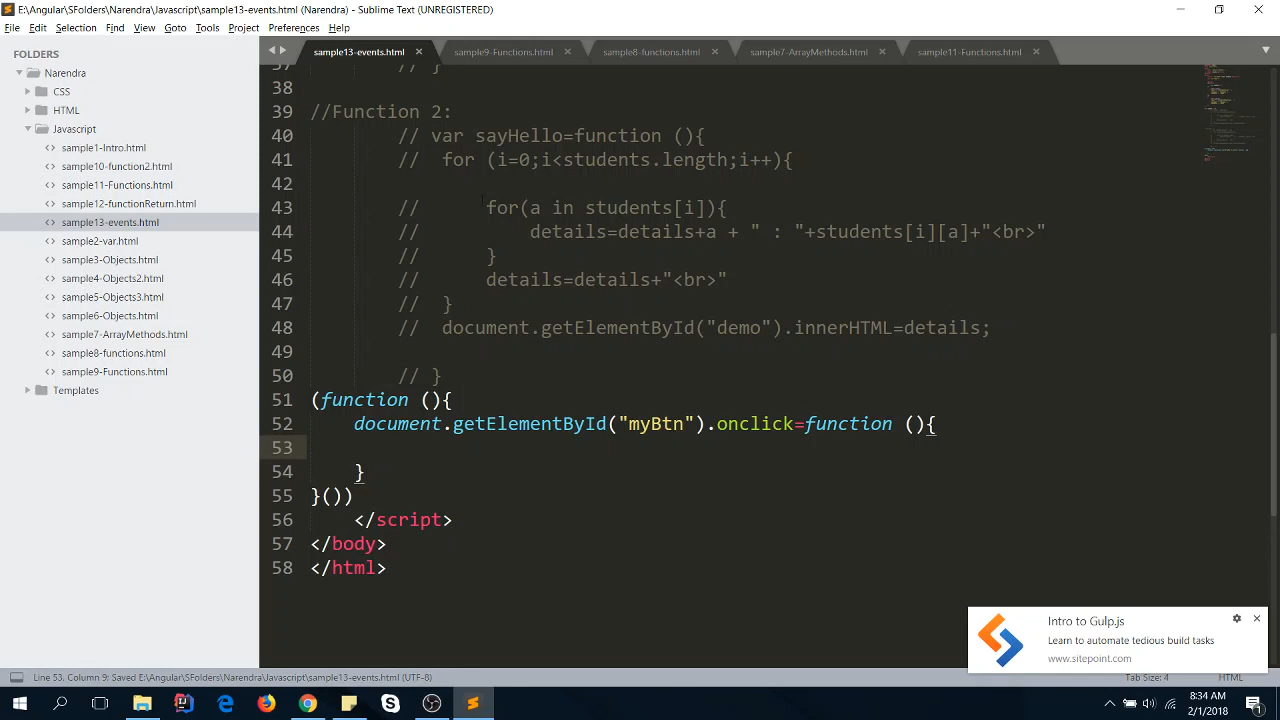 E:\Angular\SFolders\Narendra\Javascript\sample13-events.html (Narendra) - Sublime Text (UNREGISTERED)
File Edit Selection Find View Goto Tools Project Preferences Help
FOLDERS
Narendra
CSS
HTML
Javascript
sample1-Intro.html
sample10-function2.html
sample11-Functions.html
sample12-functionReturn.html
sample13-events.html
sample2-var.html
sample3-Objects.html
sample4-Objects2.html
sample5-Objects3.html
sample6-Objects.html
sample7-ArrayMethods.html
sample8-functions.html
sample9-Functions.html
Templates
sample13-events.html sample9-Functions.html sample8-functions.html sample7-ArrayMethods.html sample11-Functions.html
37 // }
38
39 //Function 2:
40 // var sayHello=function (){
41 // for (i=0;i<students.length;i++){
42
43 // for(a in students[i]){
44 // details=details+a + " : "+students[i][a]+"<br>"
45 // }
46 // details=details+"<br>"
47 // }
48 // document.getElementById("demo").innerHTML=details;
49
50 // }
51 (function (){
52 document.getElementById("myBtn").onclick=function (){
53
54 }
55 }())
56 </script>
57 </body>
58 </html>
Intro to Gulp.js
Learn to automate tedious build tasks
www.sitepoint.com
Line 53, Column 9: Saved E:\Angular\SFolders\Narendra\Javascript\sample13-events.html (UTF-8) Tab Size: 4 HTML
8:34 AM
2/1/2018
1